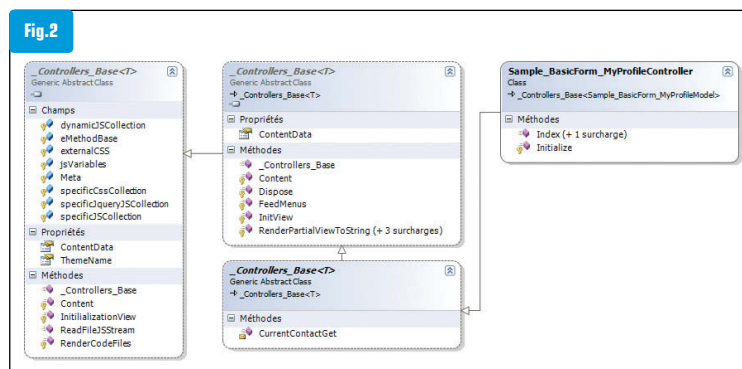 Fig.2
_Controllers_Base<T>
Generic Abstract Class
Champs
dynamicJSCollection
eMethodBase
externalCSS
jsVariables
Meta
specificCssCollection
specificJqueryJSCollection
specificJSCollection
Propriétés
ContentData
ThemeName
Méthodes
_Controllers_Base
Content
InitilializationView
ReadFileJSStream
RenderCodeFiles
_Controllers_Base<T>
Generic Abstract Class
_Controllers_Base<T>
Propriétés
ContentData
Méthodes
_Controllers_Base
Content
Dispose
FeedMenus
InitView
RenderPartialViewToString (+ 3 surcharges)
_Controllers_Base<T>
Generic Abstract Class
_Controllers_Base<T>
Méthodes
CurrentContactGet
Sample_BasicForm_MyProfileController
Class
_Controllers_Base<Sample_BasicForm_MyProfileModel>
Méthodes
Index (+ 1 surcharge)
Initialize